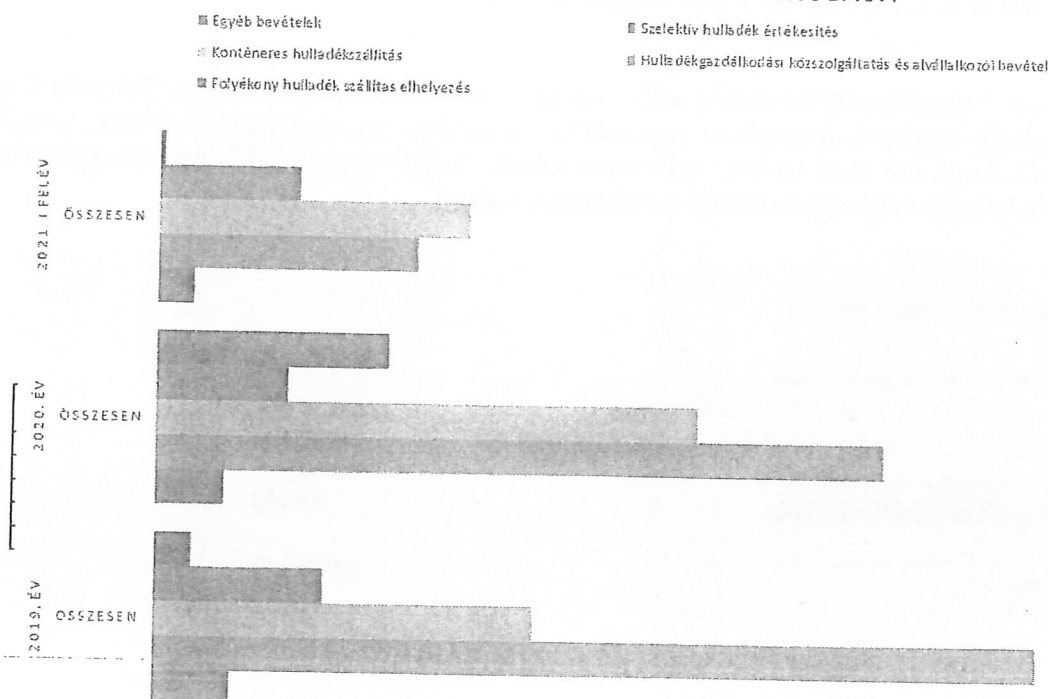 Egyéb bevételek
Szelektív hulladék értékesítés
Konténeres hulladékszállítás
Hulladékgazdálkodási közszolgáltatás és alvállalkozói bevétel
Folyékony hulladék szállítás elhelyezés
2021 I FÉLÉV
ÖSSZESEN
2020. ÉV
ÖSSZESEN
2019. ÉV
ÖSSZESEN